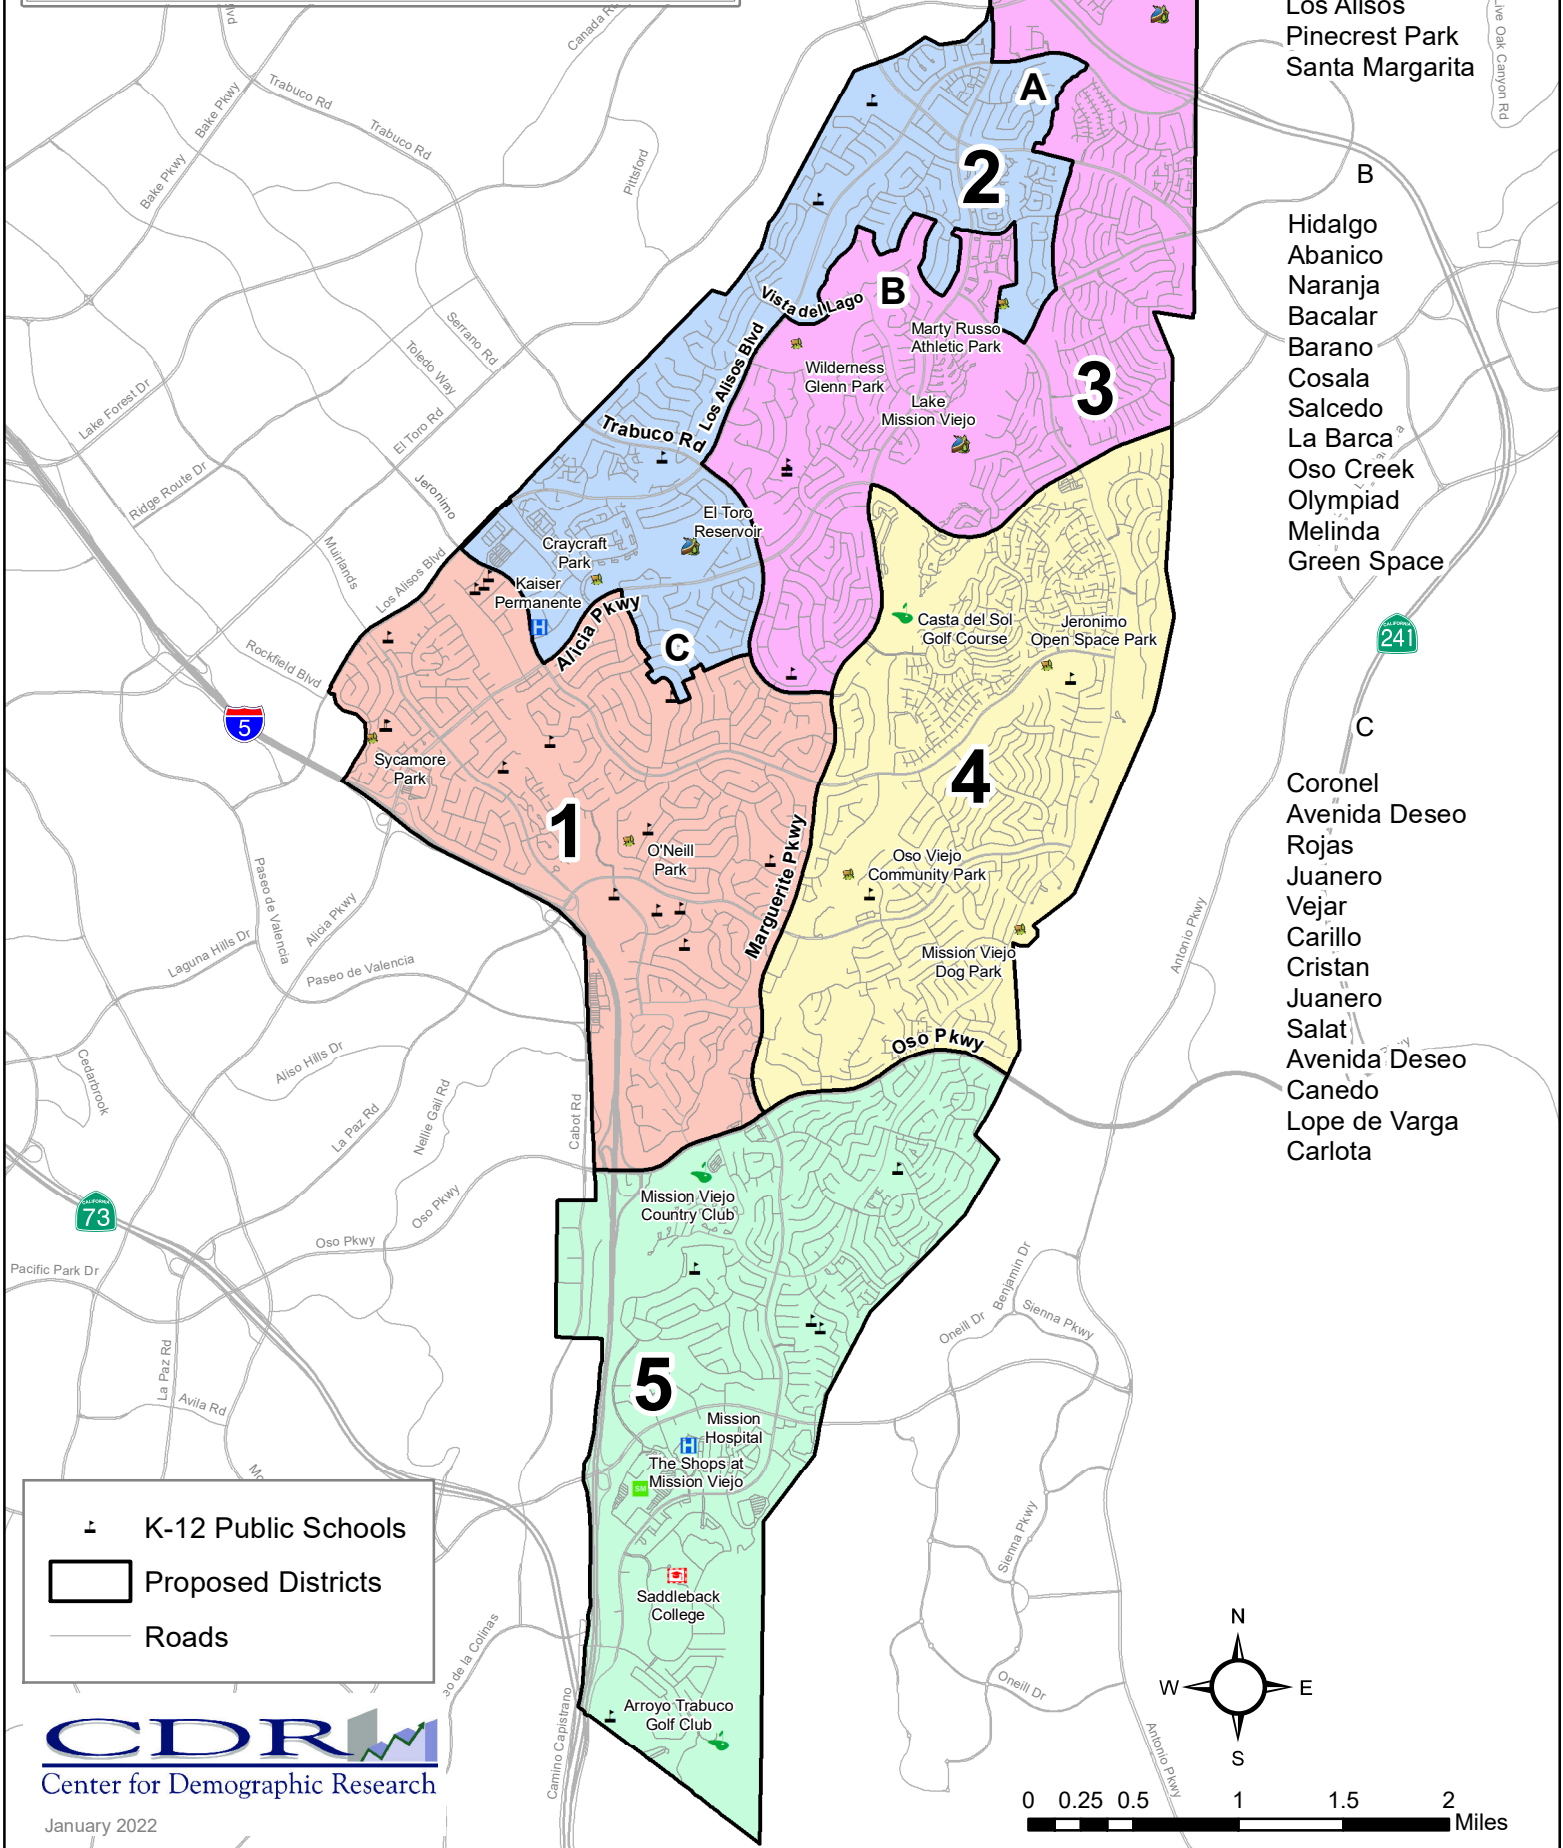 Los Alisos
Pinecrest Park
Santa Margarita
B
Hidalgo
Abanico
Naranja
Bacalar
Barano
Cosala
Salcedo
La Barca
Oso Creek
Olympiad
Melinda
Green Space
C
Coronel
Avenida Deseo
Rojas
Juanero
Vejar
Carillo
Cristan
Juanero
Salat
Avenida Deseo
Canedo
Lope de Varga
Carlota
Live Oak Canyon Rd
lvd
Canada Rd
Trabuco Rd
Bake Pkwy
Trabuco Rd
Bake Pkwy
Pittsford
A
2
B
Vista del Lago
Marty Russo
Athletic Park
Los Alisos Blvd
Wilderness
Glenn Park
Lake
Mission Viejo
3
Serrano Rd
Toledo Way
Lake Forest Dr
El Toro Rd
Trabuco Rd
Ridge Route Dr
Jeronimo
Muirlands
Los Alisos Blvd
El Toro
Reservoir
Craycraft
Park
Kaiser
Permanente
H
Alicia Pkwy
C
Casta del Sol
Golf Course
Jeronimo
Open Space Park
CALIFORNIA
241
Rockfield Blvd
5
Sycamore
Park
1
O'Neill
Park
4
Marguerite Pkwy
Oso Viejo
Community Park
Mission Viejo
Dog Park
Oso Pkwy
Antonio Pkwy
Paseo de Valencia
Alicia Pkwy
Laguna Hills Dr
Paseo de Valencia
Cedarbrook
Aliso Hills Dr
La Paz Rd
Nellie Gail Rd
Cabot Rd
CALIFORNIA
73
Oso Pkwy
Oso Pkwy
Pacific Park Dr
La Paz Rd
Avila Rd
Mission Viejo
Country Club
5
Mission
Hospital
H
The Shops at
Mission Viejo
SM
Saddleback
College
Arroyo Trabuco
Golf Club
Benjamin Dr
Oneill Dr
Sienna Pkwy
Sienna Pkwy
Oneill Dr
Antonio Pkwy
Camino Capistrano
eo de la Colinas
K-12 Public Schools
Proposed Districts
Roads
CDR
Center for Demographic Research
January 2022
N
W
E
S
0 0.25 0.5 1 1.5 2
Miles